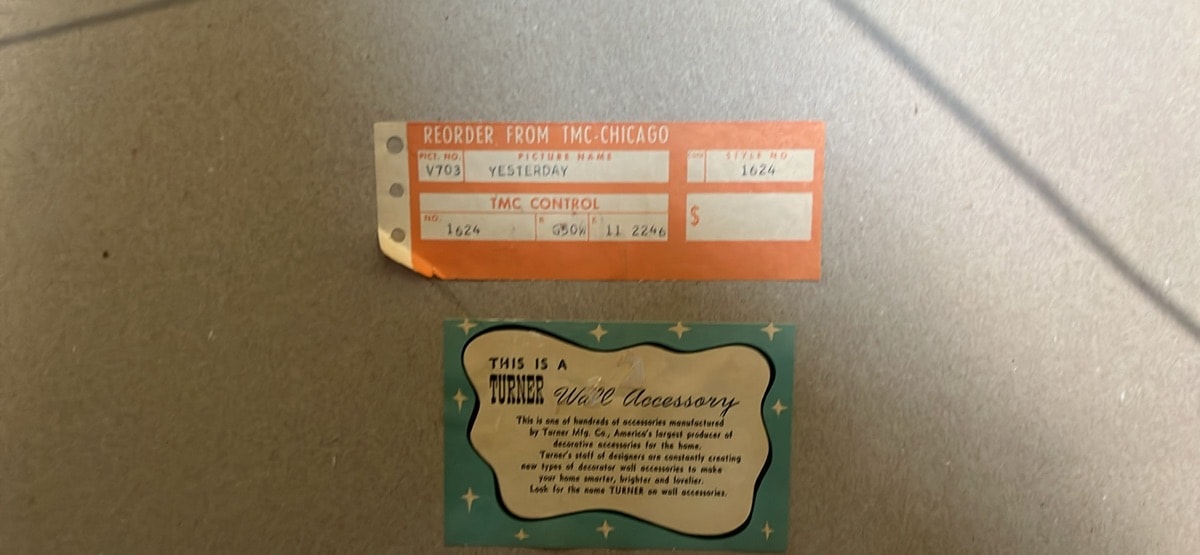 REORDER FROM TMC-CHICAGO
PICT. NO. PICTURE NAME STYLE NO
V703 YESTERDAY 1624
TMC CONTROL
NO.
1624 11 2246
$
THIS IS A
TURNER Wall Accessory
This is one of hundreds of accessories manufactured
by Turner Mfg. Co., America's largest producer of
decorative accessories for the home.
Turner's staff of designers are constantly creating
new types of decorator wall accessories to make
your home smarter, brighter and lovelier.
Look for the name TURNER on wall accessories.